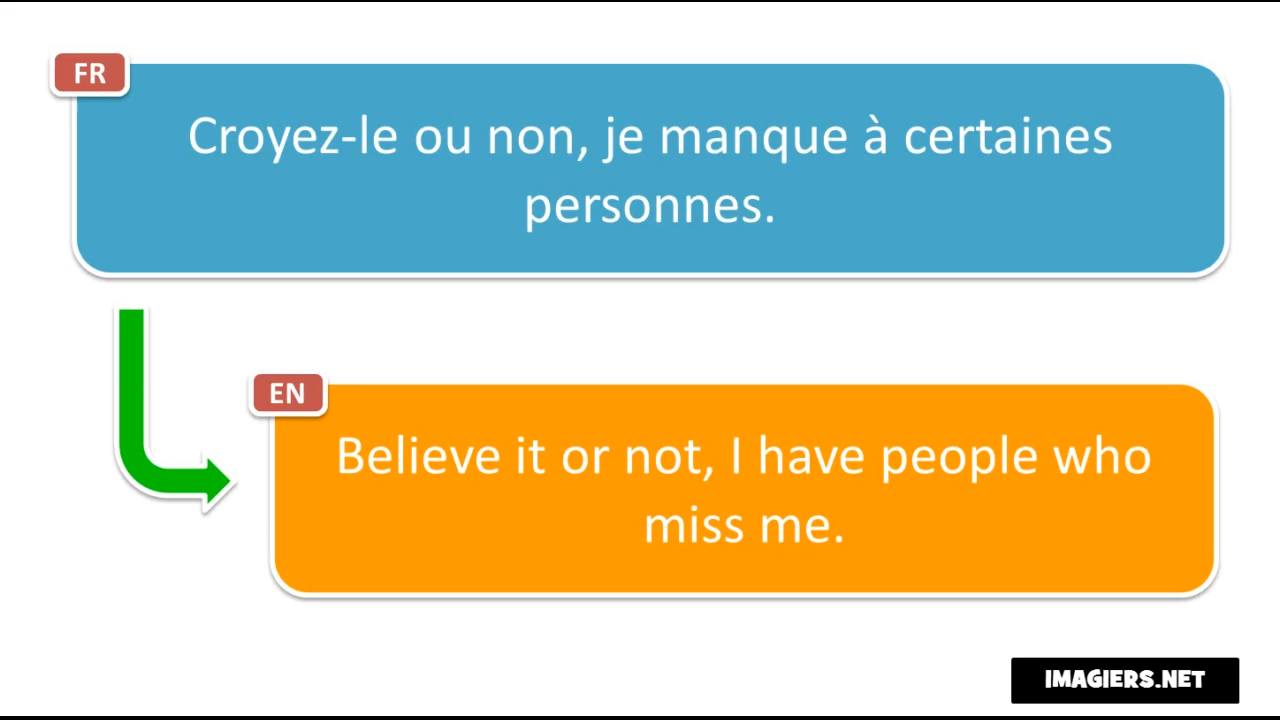 FR
Croyez-le ou non, je manque à certaines
personnes.
EN
Believe it or not, I have people who
miss me.
IMAGIERS.NET